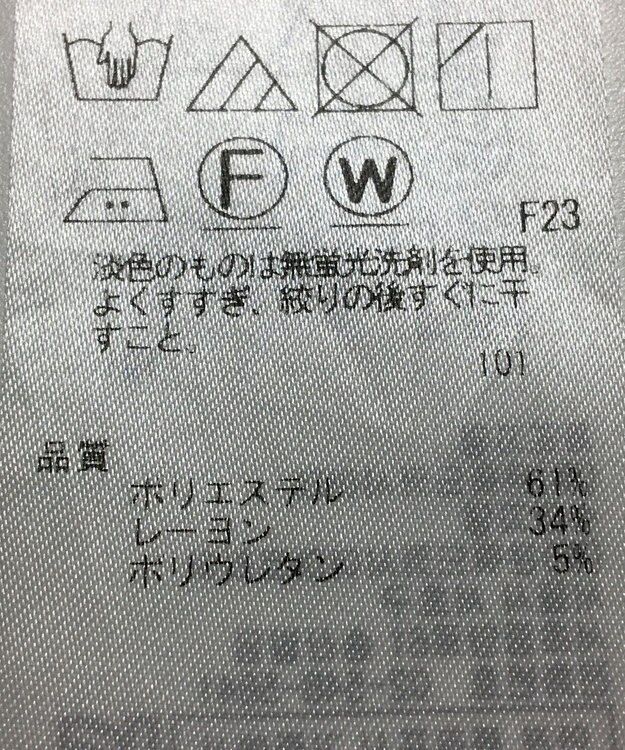 F W
F23
淡色のものは無蛍光洗剤を使用。
よくすすぎ、絞りの後すぐに干
すこと。
101
品質
ポリエステル 61%
レーヨン 34%
ポリウレタン 5%